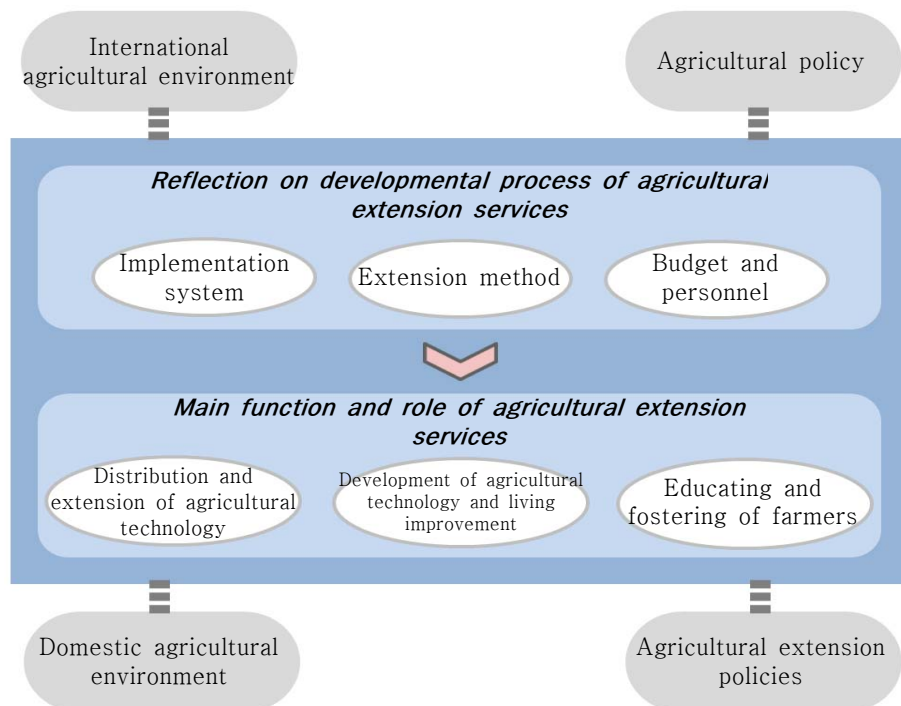 International
agricultural environment
Agricultural policy
Reflection on developmental process of agricultural
extension services
Implementation
system
Extension method
Budget and
personnel
Main function and role of agricultural extension
services
Distribution and
extension of agricultural
technology
Development of agricultural
technology and living
improvement
Educating and
fostering of farmers
Domestic agricultural
environment
Agricultural extension
policies